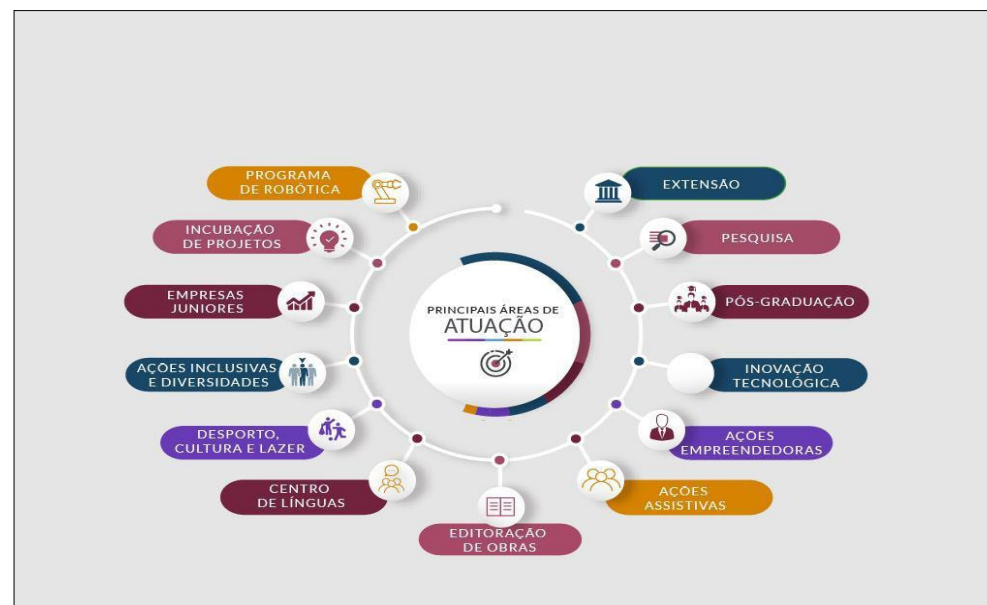 PRINCIPAIS ÁREAS DE
ATUAÇÃO
EXTENSÃO
PESQUISA
PÓS-GRADUAÇÃO
INOVAÇÃO
TECNOLÓGICA
AÇÕES
EMPREENDEDORAS
AÇÕES
ASSISTIVAS
EDITORAÇÃO
DE OBRAS
CENTRO
DE LÍNGUAS
DESPORTO,
CULTURA E LAZER
AÇÕES INCLUSIVAS
E DIVERSIDADES
EMPRESAS
JUNIORES
INCUBAÇÃO
DE PROJETOS
PROGRAMA
DE ROBÓTICA